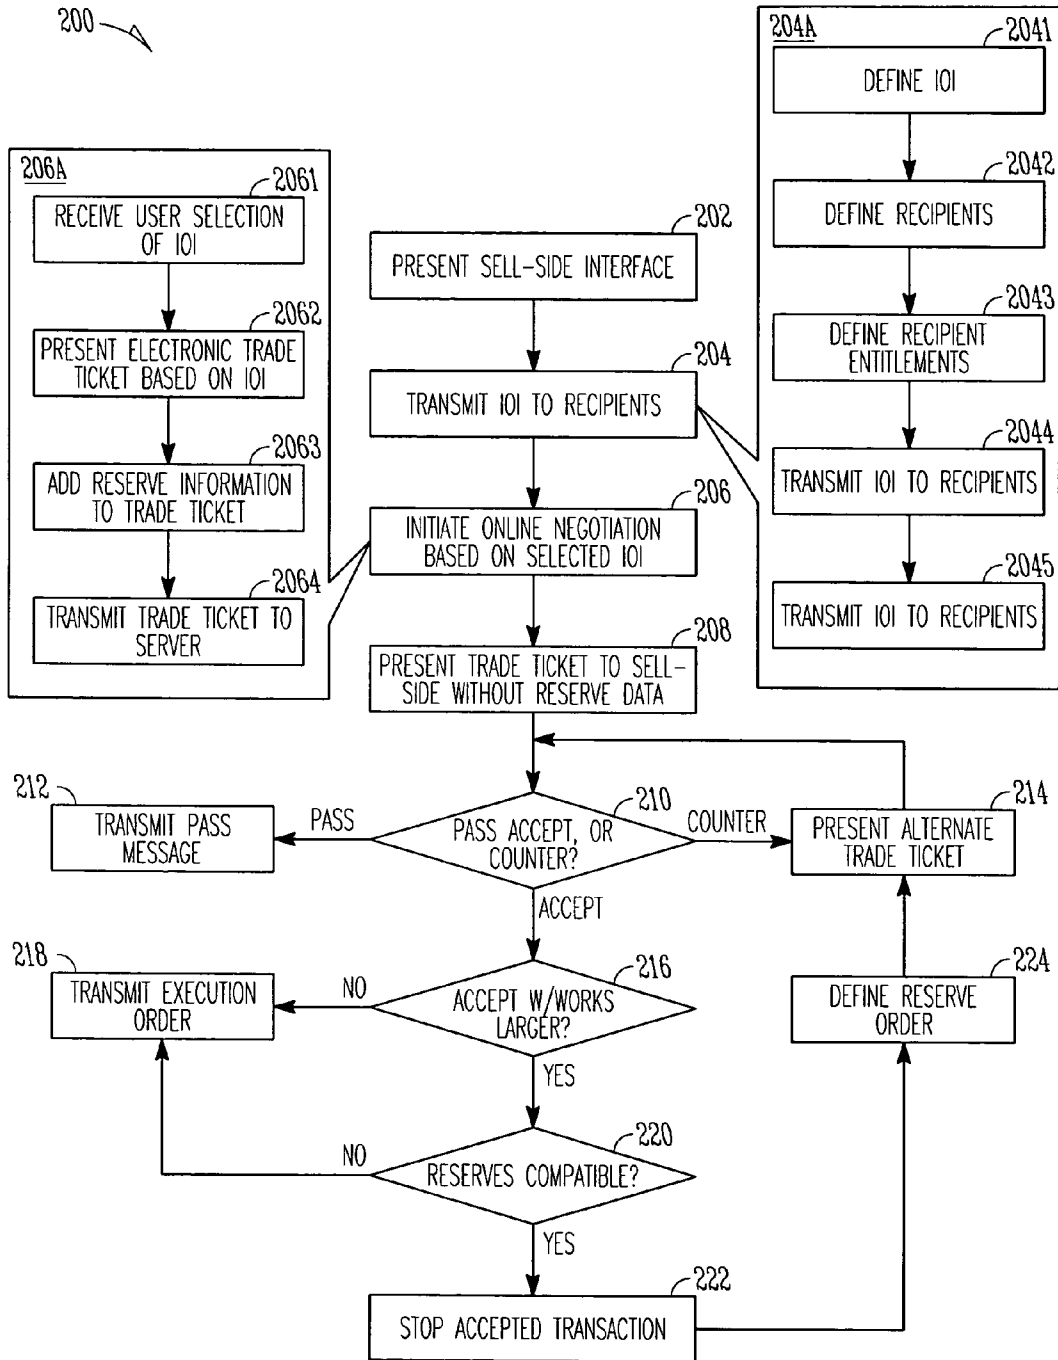 200
204A
2041
DEFINE IOI
2042
DEFINE RECIPIENTS
2043
DEFINE RECIPIENT
ENTITLEMENTS
2044
TRANSMIT IOI TO RECIPIENTS
2045
TRANSMIT IOI TO RECIPIENTS
206A
2061
RECEIVE USER SELECTION
OF IOI
2062
PRESENT ELECTRONIC TRADE
TICKET BASED ON IOI
2063
ADD RESERVE INFORMATION
TO TRADE TICKET
2064
TRANSMIT TRADE TICKET TO
SERVER
202
PRESENT SELL-SIDE INTERFACE
204
TRANSMIT IOI TO RECIPIENTS
206
INITIATE ONLINE NEGOTIATION
BASED ON SELECTED IOI
208
PRESENT TRADE TICKET TO SELL-
SIDE WITHOUT RESERVE DATA
210
PASS ACCEPT, OR
COUNTER?
PASS
212
TRANSMIT PASS
MESSAGE
COUNTER
214
PRESENT ALTERNATE
TRADE TICKET
ACCEPT
216
ACCEPT W/WORKS
LARGER?
NO
218
TRANSMIT EXECUTION
ORDER
224
DEFINE RESERVE
ORDER
YES
220
RESERVES COMPATIBLE?
NO
YES
222
STOP ACCEPTED TRANSACTION